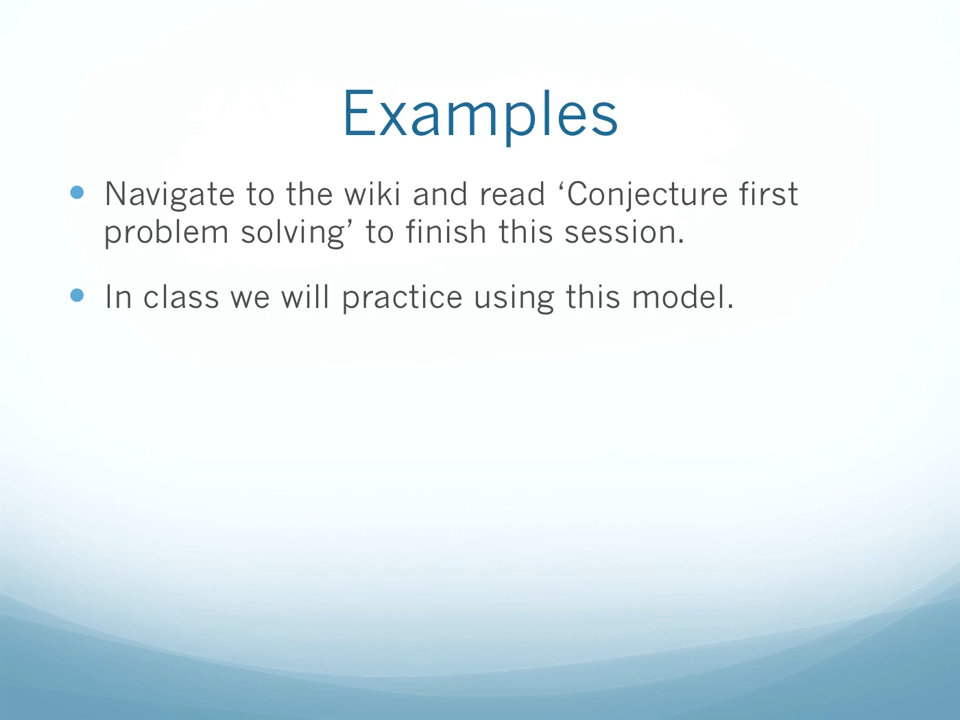 Examples
• Navigate to the wiki and read ‘Conjecture first
problem solving’ to finish this session.
• In class we will practice using this model.